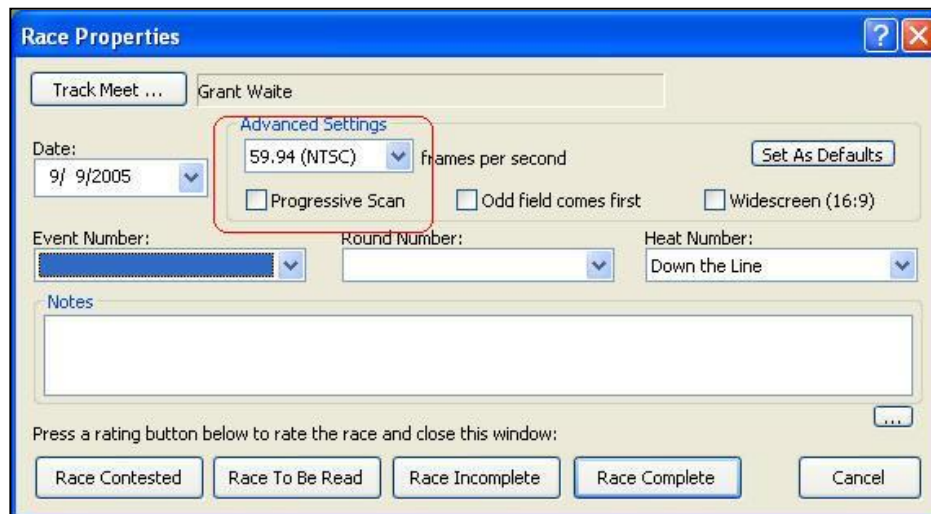 Race Properties
Track Meet ... Grant Waite
Advanced Settings
Date:
59.94 (NTSC) frames per second Set As Defaults
9/ 9/2005
Progressive Scan Odd field comes first Widescreen (16:9)
Event Number: Round Number: Heat Number:
Down the Line
Notes
...
Press a rating button below to rate the race and close this window:
Race Contested Race To Be Read Race Incomplete Race Complete Cancel